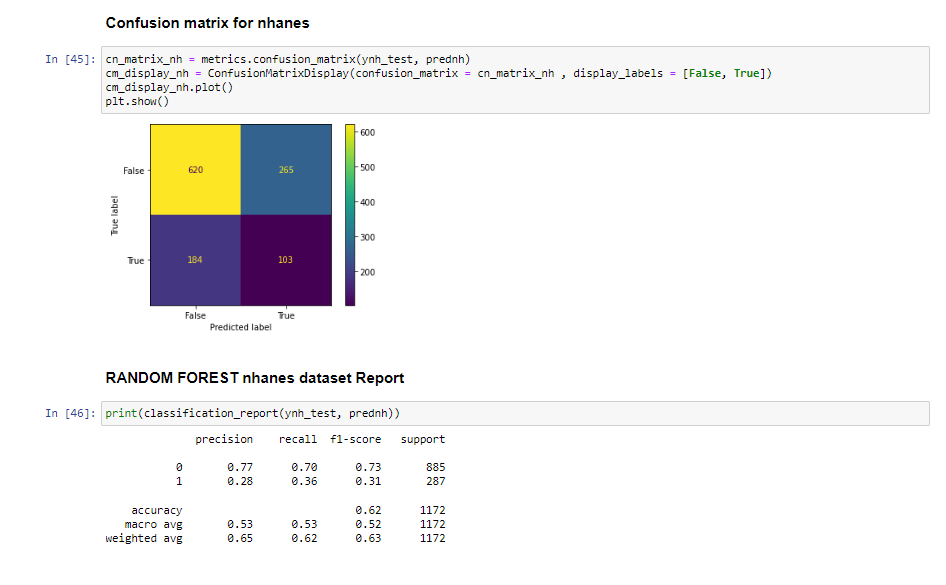 Confusion matrix for nhanes
In [45]: cn_matrix_nh = metrics.confusion_matrix(ynh_test, prednh)
cm_display_nh = ConfusionMatrixDisplay(confusion_matrix = cn_matrix_nh , display_labels = [False, True])
cm_display_nh.plot()
plt.show()
600
False 620 265
500
400
True label
300
True 184 103
200
False True
Predicted label
RANDOM FOREST nhanes dataset Report
In [46]: print(classification_report(ynh_test, prednh))
precision recall f1-score support
0 0.77 0.70 0.73 885
1 0.28 0.36 0.31 287
accuracy 0.62 1172
macro avg 0.53 0.53 0.52 1172
weighted avg 0.65 0.62 0.63 1172